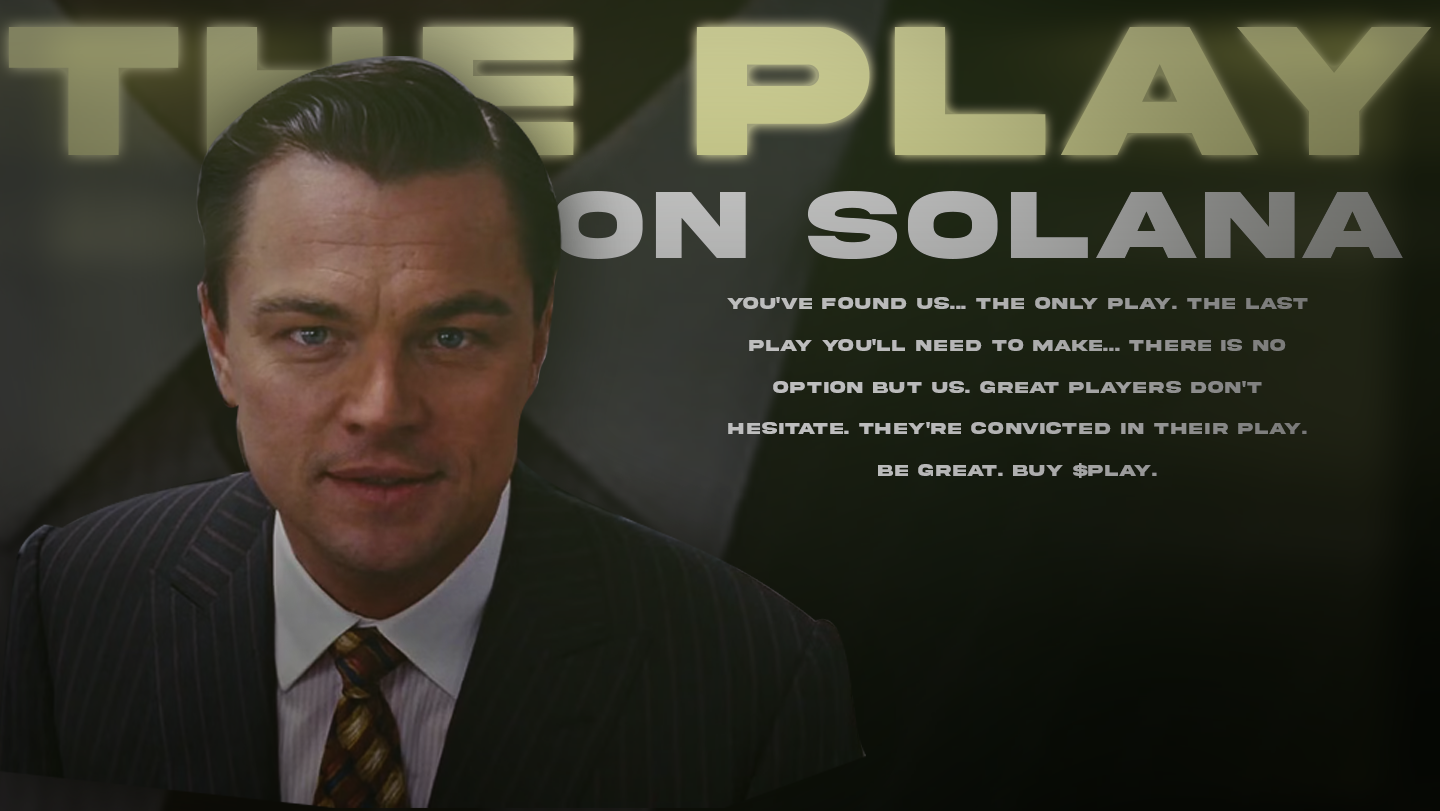 THE PLAY
ON SOLANA
YOU'VE FOUND US... THE ONLY PLAY. THE LAST
PLAY YOU'LL NEED TO MAKE... THERE IS NO
OPTION BUT US. GREAT PLAYERS DON'T
HESITATE. THEY'RE CONVICTED IN THEIR PLAY.
BE GREAT. BUY $PLAY.